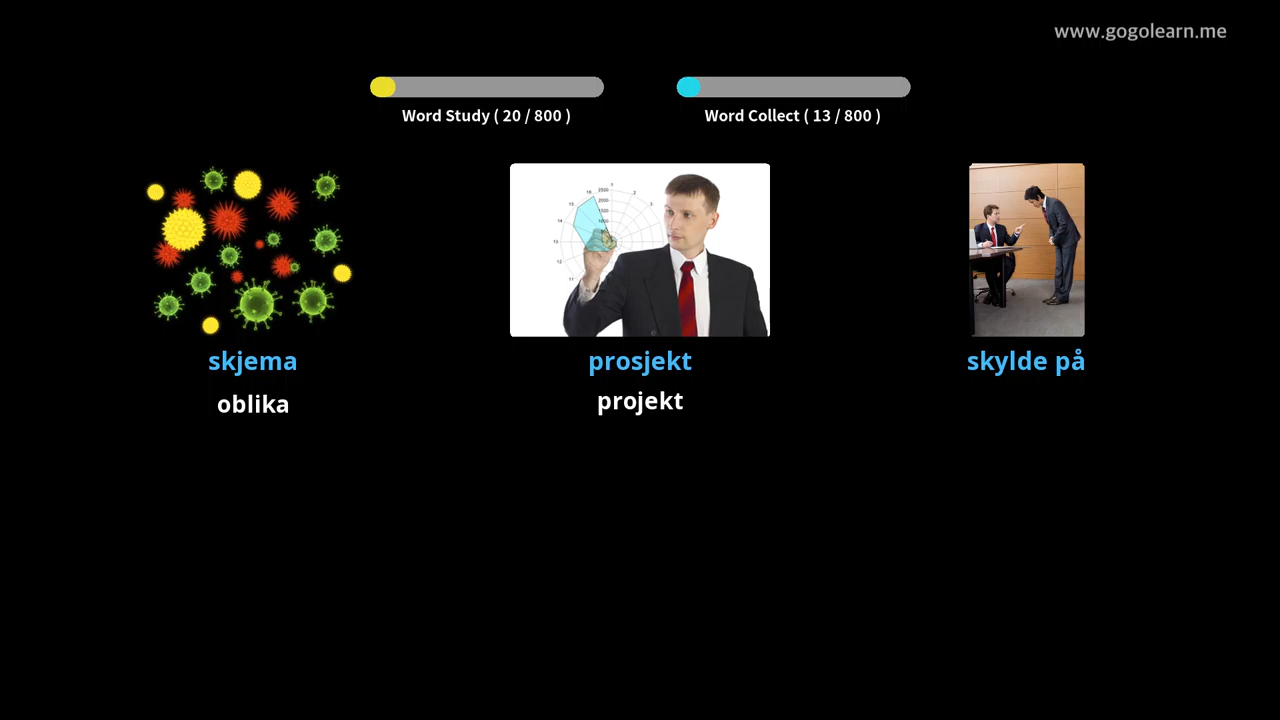 www.gogolearn.me
Word Study ( 20 / 800 )
Word Collect ( 13 / 800 )
skjema
oblika
prosjekt
projekt
skylde på